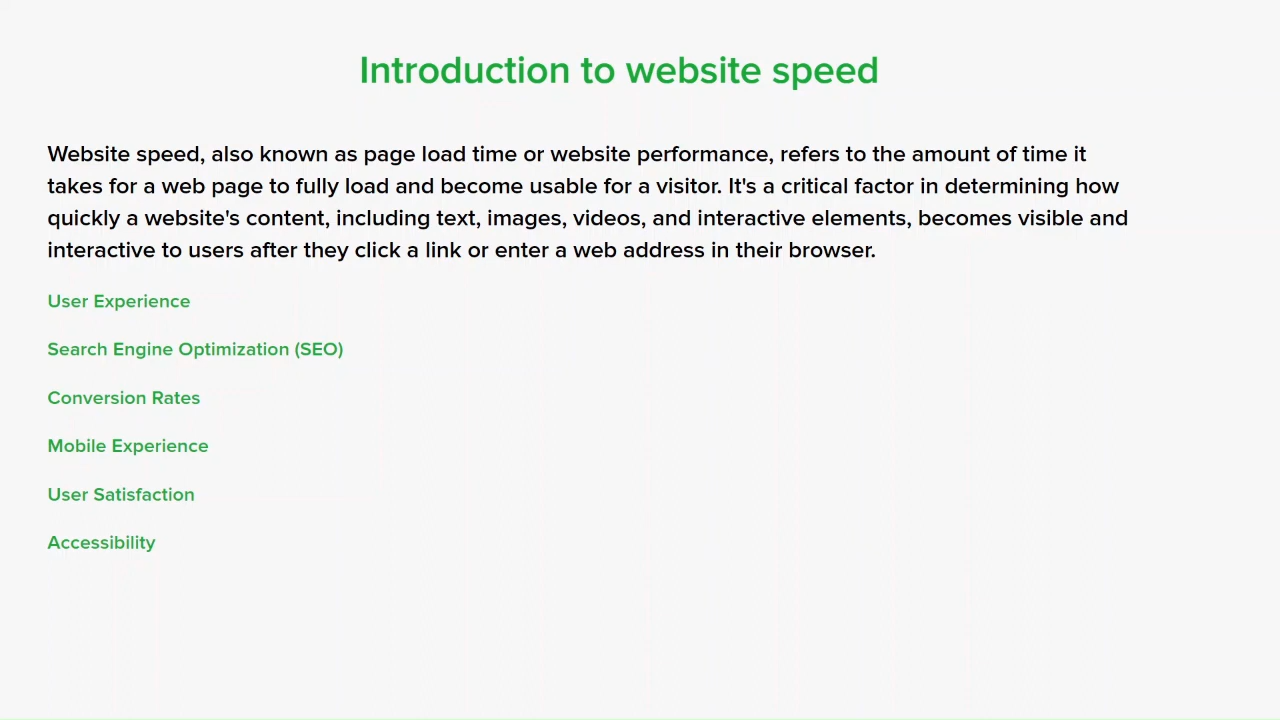 Introduction to website speed
Website speed, also known as page load time or website performance, refers to the amount of time it
takes for a web page to fully load and become usable for a visitor. It's a critical factor in determining how
quickly a website's content, including text, images, videos, and interactive elements, becomes visible and
interactive to users after they click a link or enter a web address in their browser.
User Experience
Search Engine Optimization (SEO)
Conversion Rates
Mobile Experience
User Satisfaction
Accessibility